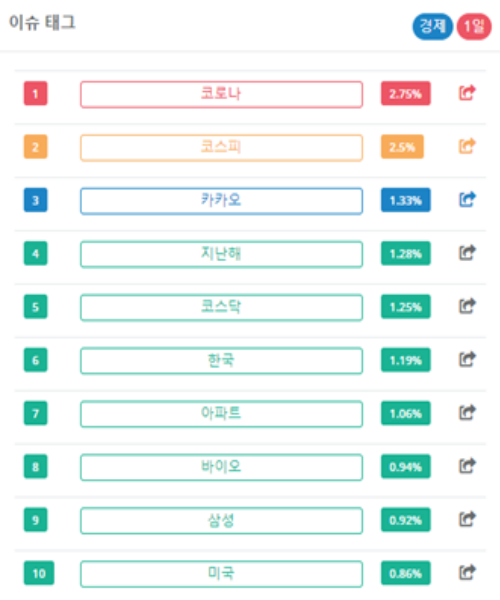 이슈 태그 경제 1일
1 코로나 2.75%
2 코스피 2.5%
3 카카오 1.33%
4 지난해 1.28%
5 코스닥 1.25%
6 한국 1.19%
7 아파트 1.06%
8 바이오 0.94%
9 삼성 0.92%
10 미국 0.86%